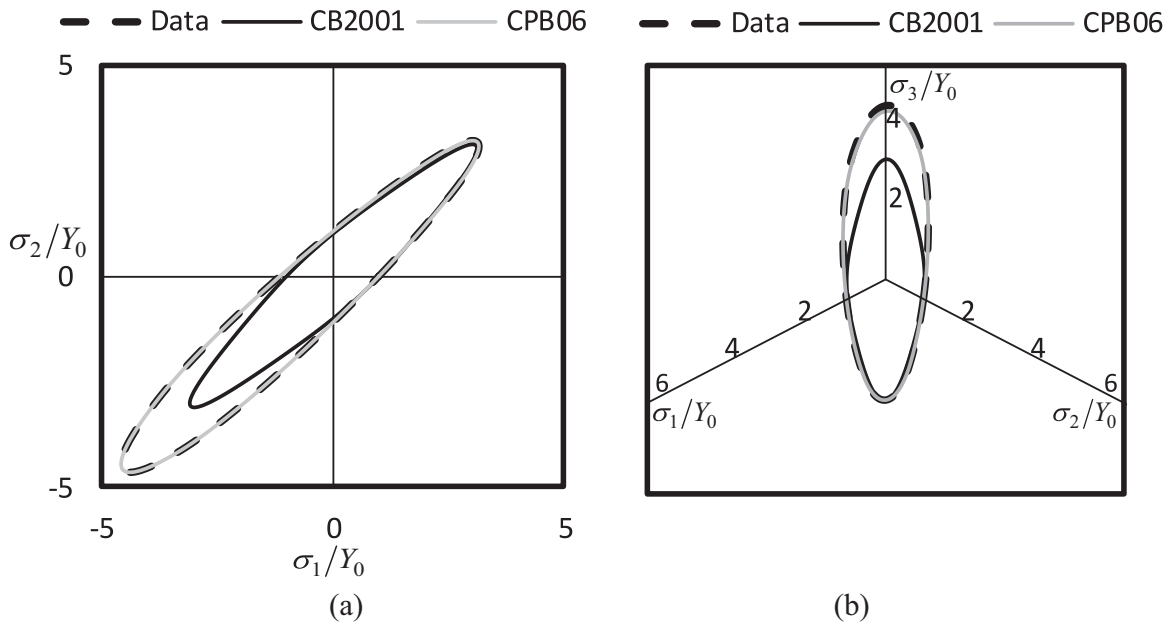 Data CB2001 CPB06
5
σ₂/Y₀
0
-5
-5 0 5
σ₁/Y₀
(a)
Data CB2001 CPB06
σ₃/Y₀
4
2
2 2
4 4
6 6
σ₁/Y₀ σ₂/Y₀
(b)